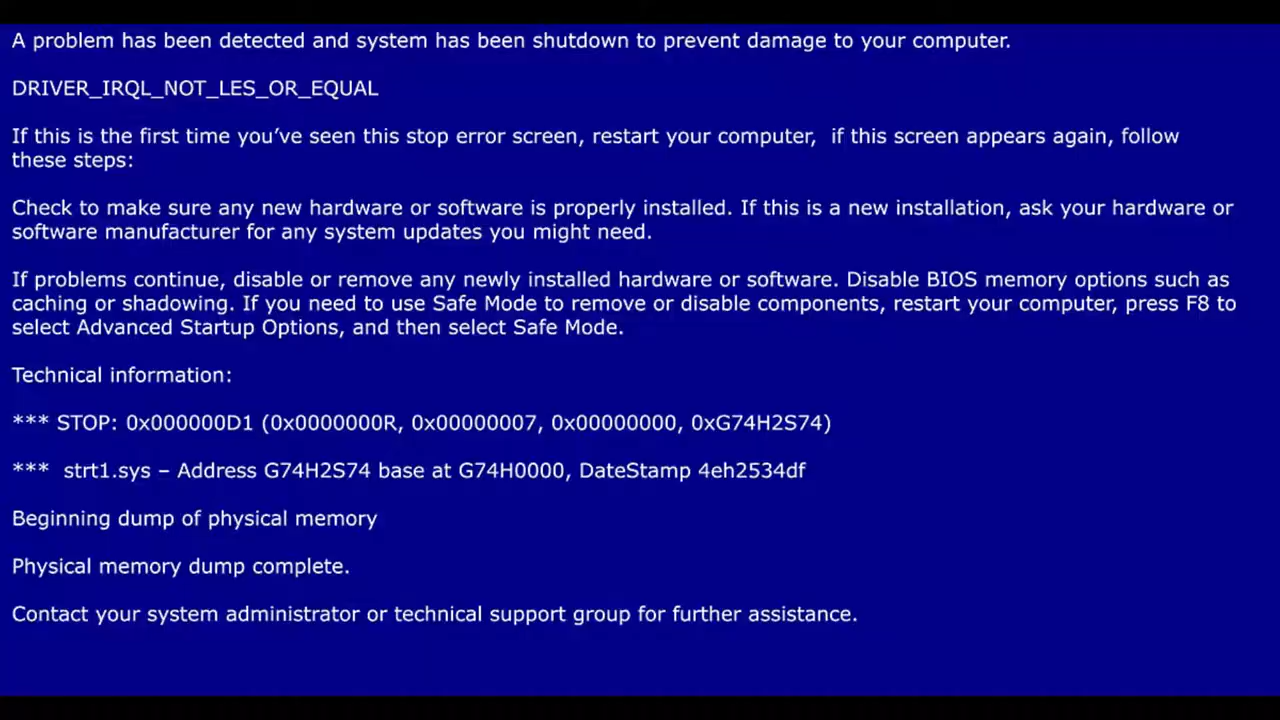 A problem has been detected and system has been shutdown to prevent damage to your computer.
DRIVER_IRQL_NOT_LES_OR_EQUAL
If this is the first time you’ve seen this stop error screen, restart your computer,  if this screen appears again, follow
these steps:
Check to make sure any new hardware or software is properly installed. If this is a new installation, ask your hardware or
software manufacturer for any system updates you might need.
If problems continue, disable or remove any newly installed hardware or software. Disable BIOS memory options such as
caching or shadowing. If you need to use Safe Mode to remove or disable components, restart your computer, press F8 to
select Advanced Startup Options, and then select Safe Mode.
Technical information:
*** STOP: 0x000000D1 (0x0000000R, 0x00000007, 0x00000000, 0xG74H2S74)
***  strt1.sys – Address G74H2S74 base at G74H0000, DateStamp 4eh2534df
Beginning dump of physical memory
Physical memory dump complete.
Contact your system administrator or technical support group for further assistance.